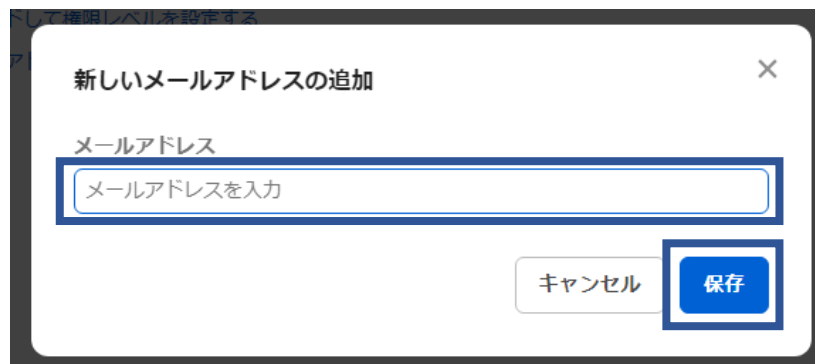 して権限レベルを設定する
新しいメールアドレスの追加
メールアドレス
メールアドレスを入力
キャンセル
保存